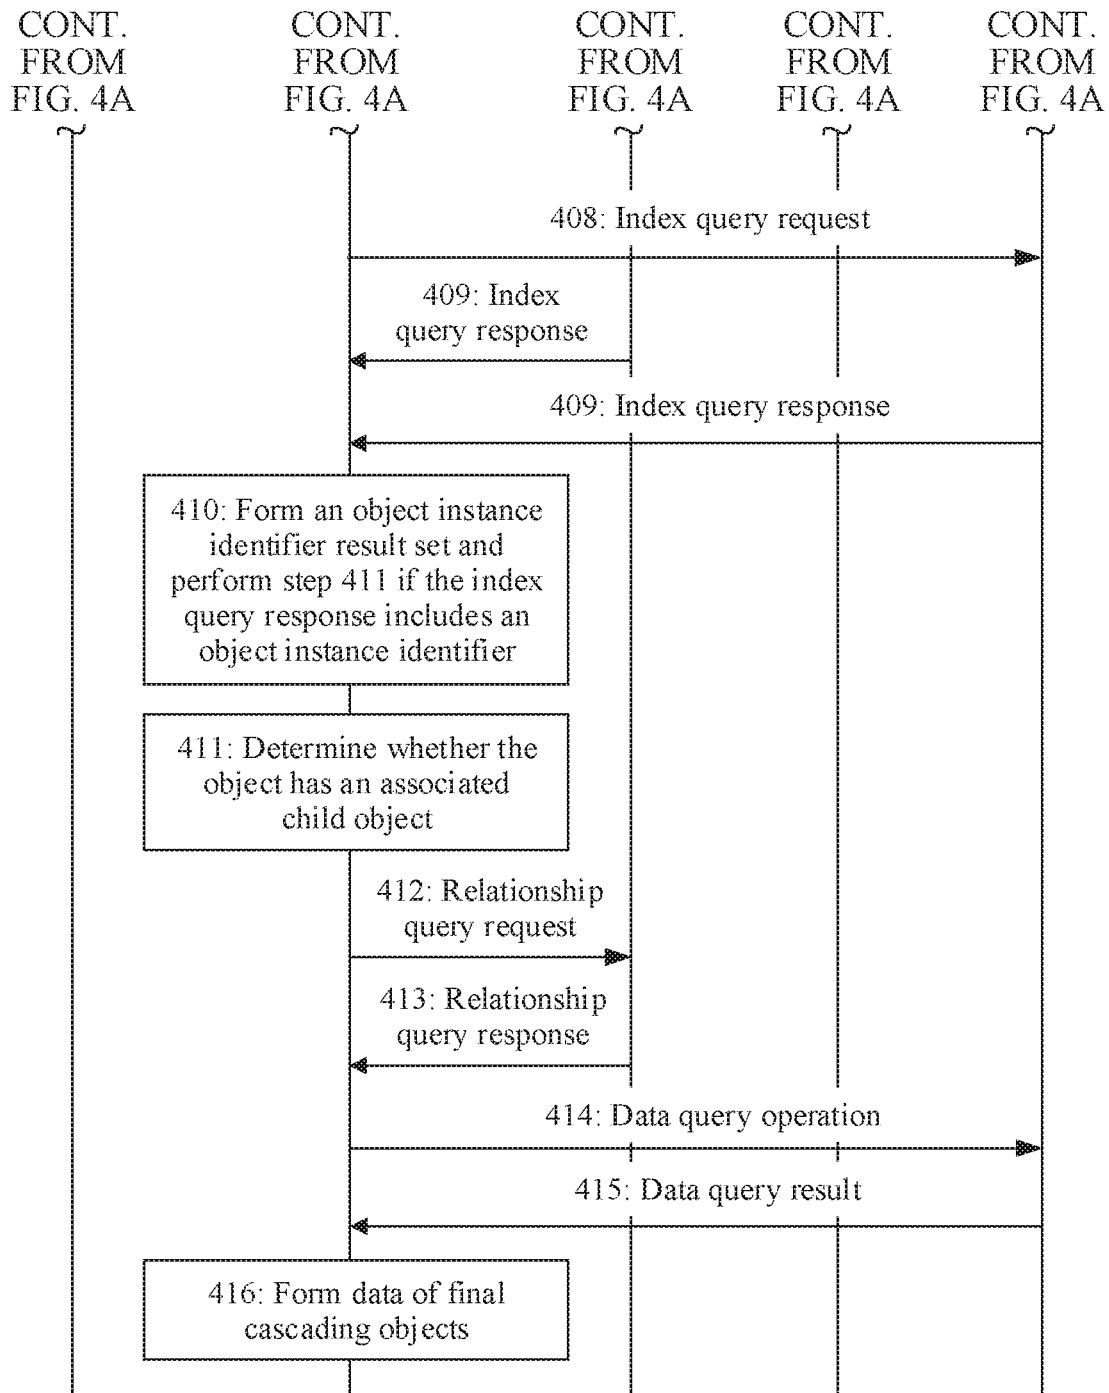 CONT.
FROM
FIG. 4A
CONT.
FROM
FIG. 4A
CONT.
FROM
FIG. 4A
CONT.
FROM
FIG. 4A
CONT.
FROM
FIG. 4A
408: Index query request
409: Index
query response
409: Index query response
410: Form an object instance
identifier result set and
perform step 411 if the index
query response includes an
object instance identifier
411: Determine whether the
object has an associated
child object
412: Relationship
query request
413: Relationship
query response
414: Data query operation
415: Data query result
416: Form data of final
cascading objects